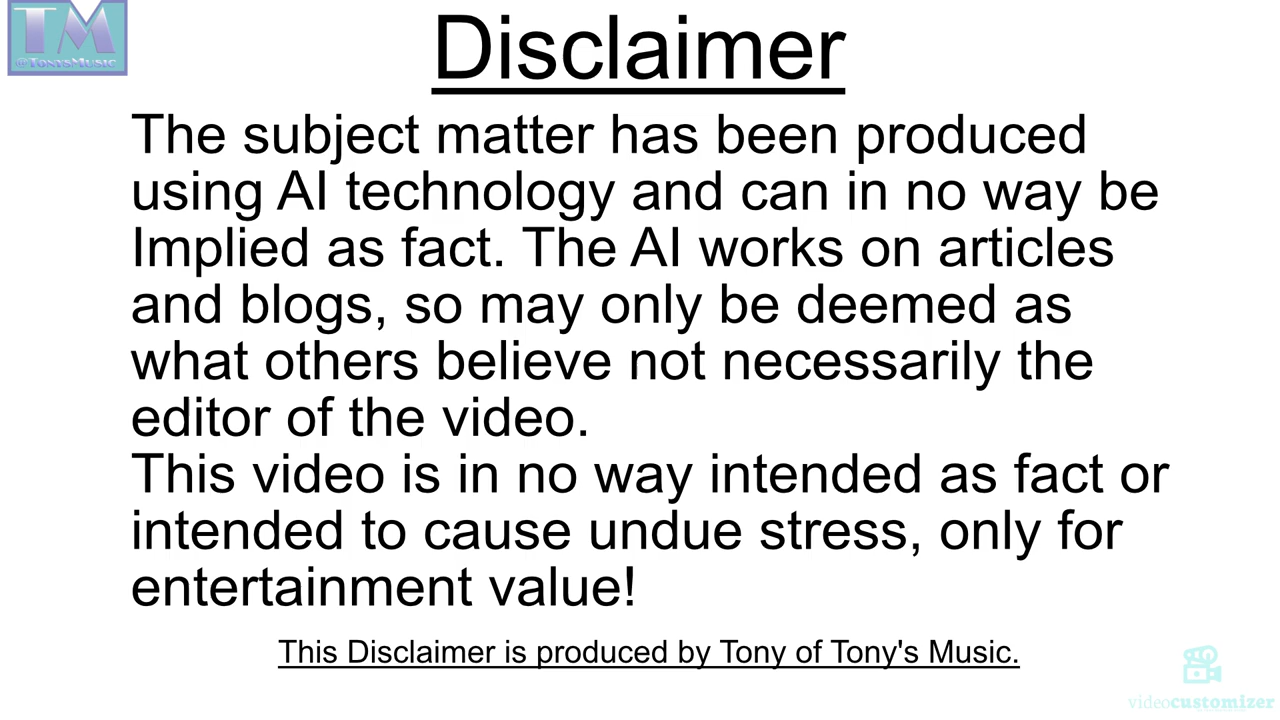 TM
@TonysMusic
Disclaimer
The subject matter has been produced
using AI technology and can in no way be
Implied as fact. The AI works on articles
and blogs, so may only be deemed as
what others believe not necessarily the
editor of the video.
This video is in no way intended as fact or
intended to cause undue stress, only for
entertainment value!
This Disclaimer is produced by Tony of Tony's Music.
videocustomizer